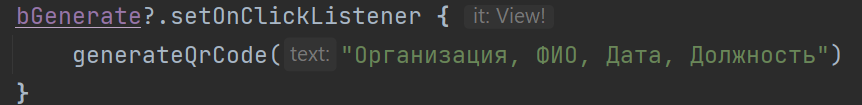 bGenerate?.setOnClickListener { it: View!
generateQrCode( text: "Организация, ФИО, Дата, Должность")
}